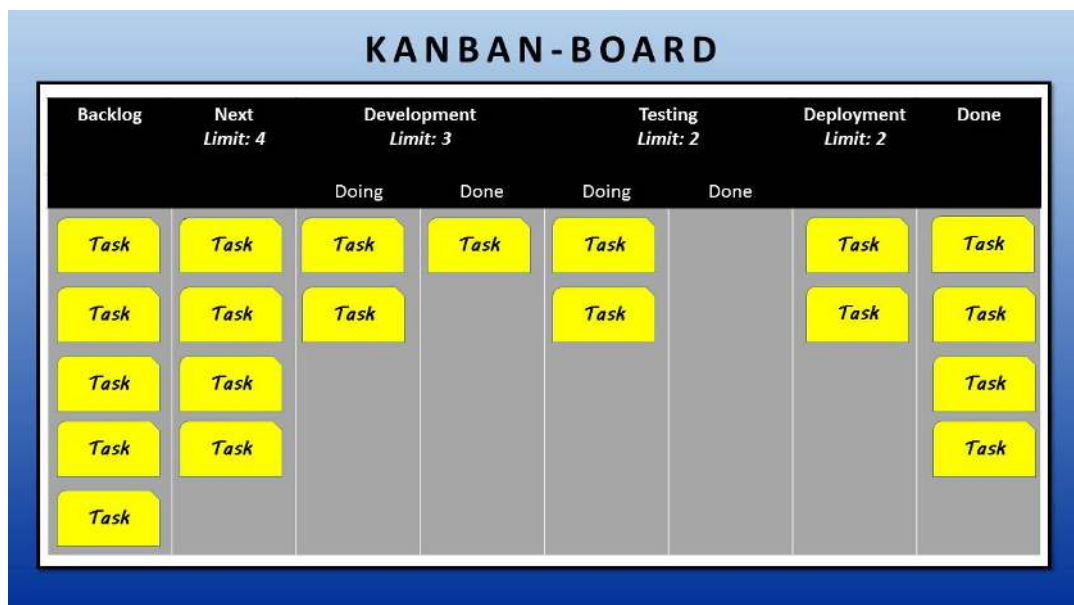 KANBAN-BOARD
Backlog Next Development Testing Deployment Done
Limit: 4 Limit: 3 Limit: 2 Limit: 2
Doing Done Doing Done
Task Task Task Task Task Task Task
Task Task Task Task Task Task
Task Task Task
Task Task Task
Task